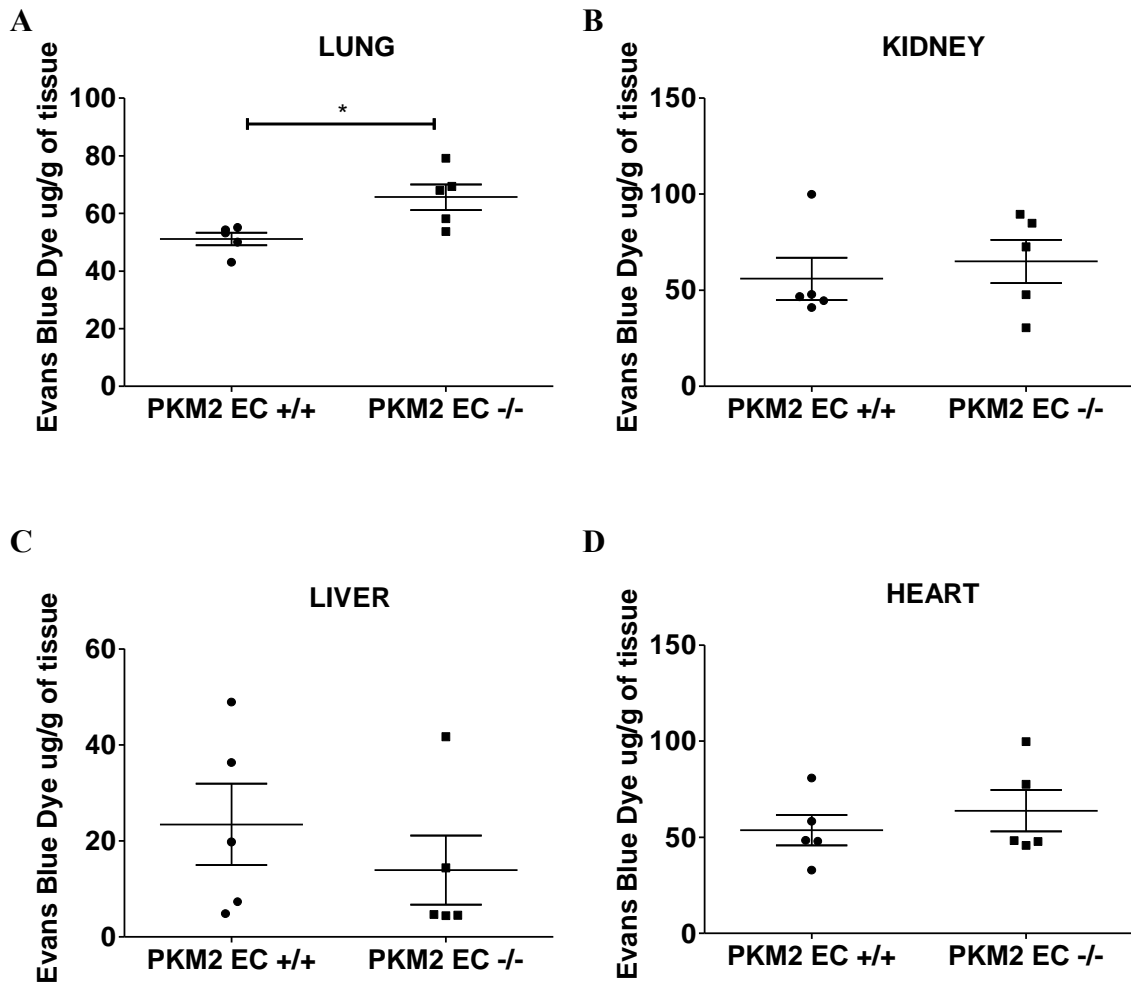 A
LUNG
Evans Blue Dye ug/g of tissue
100
80
60
40
20
0
*
PKM2 EC +/+
PKM2 EC -/-
B
KIDNEY
Evans Blue Dye ug/g of tissue
150
100
50
0
PKM2 EC +/+
PKM2 EC -/-
C
LIVER
Evans Blue Dye ug/g of tissue
60
40
20
0
PKM2 EC +/+
PKM2 EC -/-
D
HEART
Evans Blue Dye ug/g of tissue
150
100
50
0
PKM2 EC +/+
PKM2 EC -/-